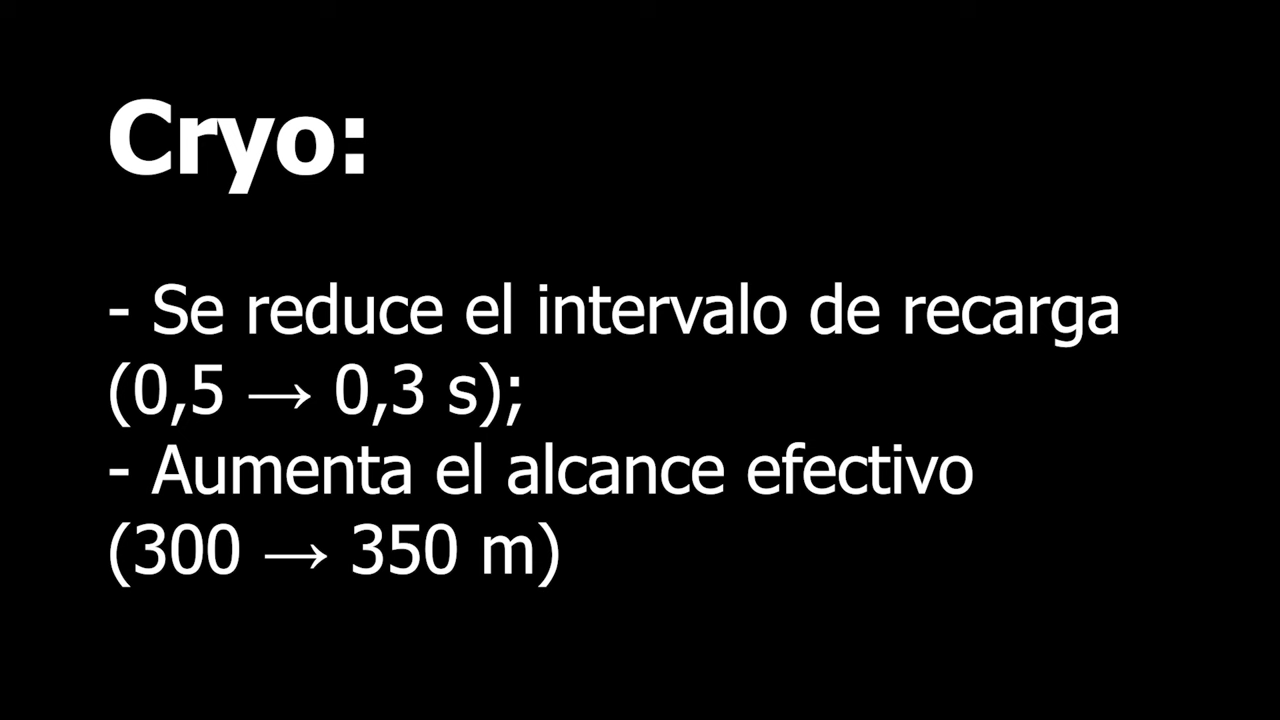 Cryo:
- Se reduce el intervalo de recarga
(0,5 → 0,3 s);
- Aumenta el alcance efectivo
(300 → 350 m)